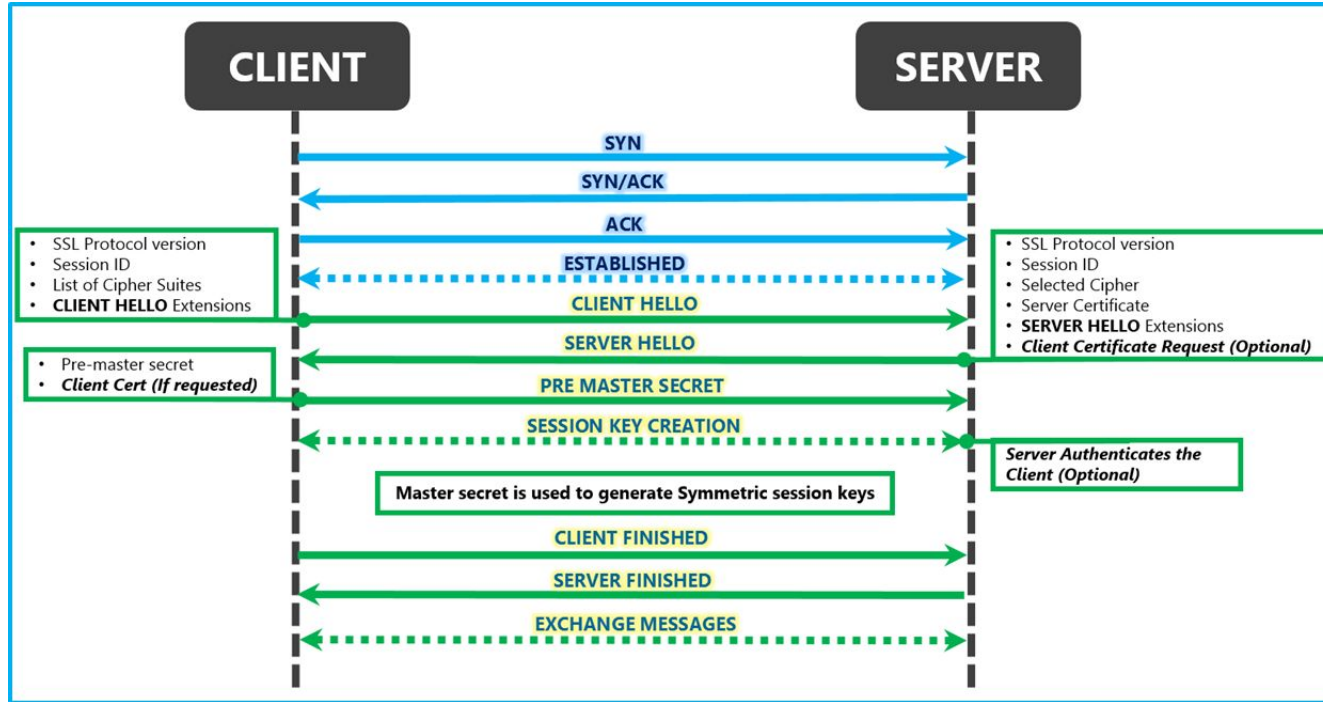 CLIENT
SERVER
SYN
SYN/ACK
ACK
ESTABLISHED
• SSL Protocol version
• Session ID
• List of Cipher Suites
• CLIENT HELLO Extensions
• SSL Protocol version
• Session ID
• Selected Cipher
• Server Certificate
• SERVER HELLO Extensions
• Client Certificate Request (Optional)
CLIENT HELLO
SERVER HELLO
• Pre-master secret
• Client Cert (If requested)
PRE MASTER SECRET
SESSION KEY CREATION
Server Authenticates the
Client (Optional)
Master secret is used to generate Symmetric session keys
CLIENT FINISHED
SERVER FINISHED
EXCHANGE MESSAGES